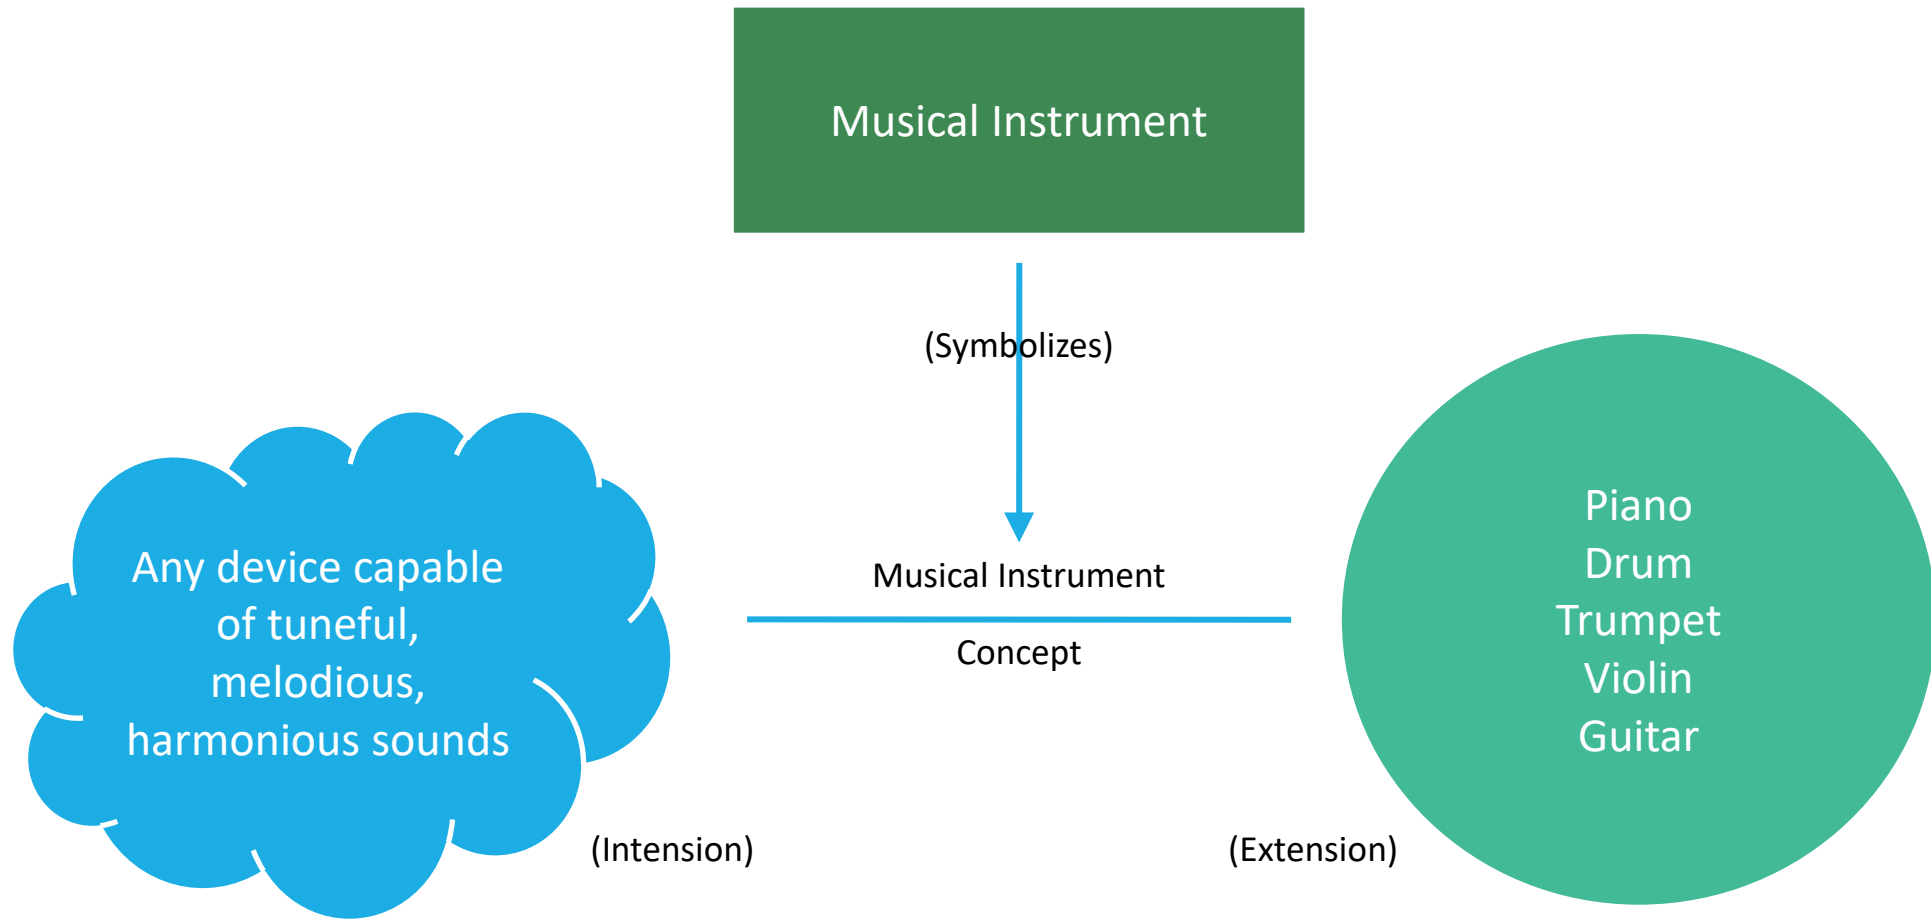 Musical Instrument
(Symbolizes)
Any device capable
of tuneful,
melodious,
harmonious sounds
(Intension)
Musical Instrument
Concept
Piano
Drum
Trumpet
Violin
Guitar
(Extension)